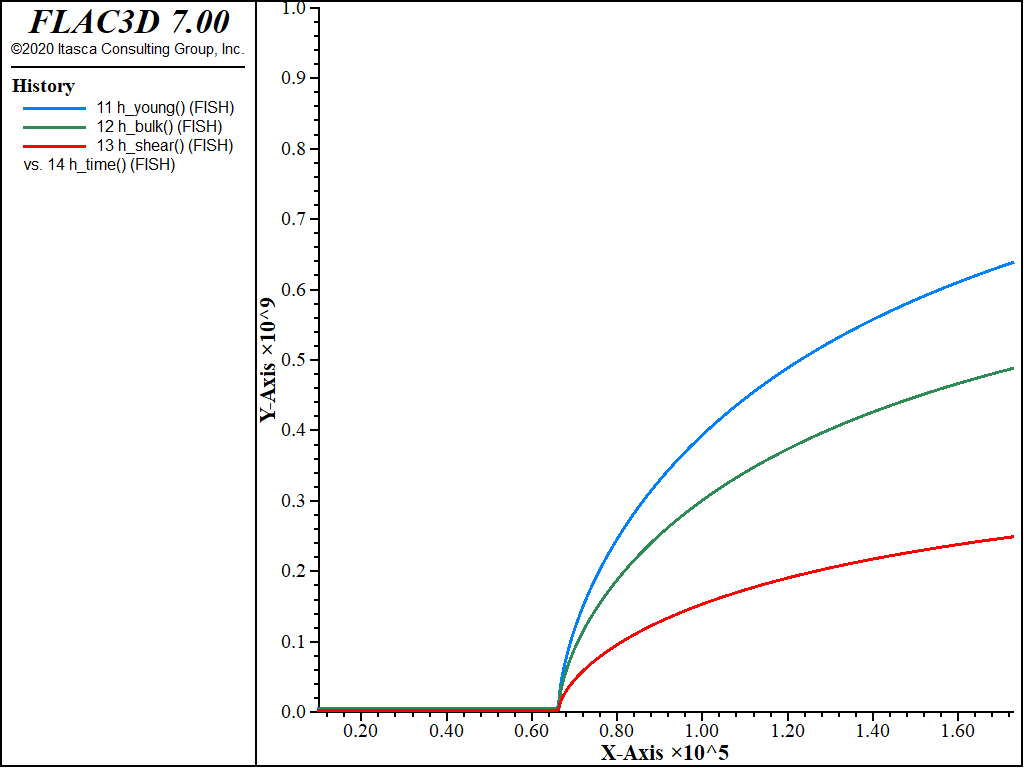 FLAC3D 7.00
©2020 Itasca Consulting Group, Inc.
History
11 h_young() (FISH)
12 h_bulk() (FISH)
13 h_shear() (FISH)
vs. 14 h_time() (FISH)
Y-Axis ×10^9
1.0
0.9
0.8
0.7
0.6
0.5
0.4
0.3
0.2
0.1
0.0
0.20 0.40 0.60 0.80 1.00 1.20 1.40 1.60
X-Axis ×10^5